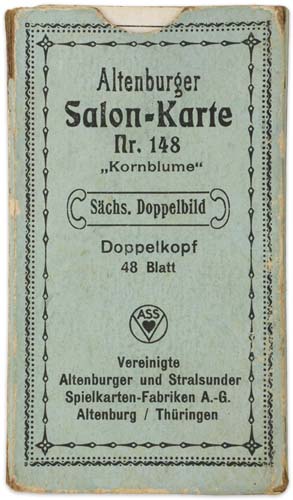 Altenburger
Salon-Karte
Nr. 148
„Kornblume“
Sächs. Doppelbild
Doppelkopf
48 Blatt
ASS
Vereinigte
Altenburger und Stralsunder
Spielkarten-Fabriken A.-G.
Altenburg / Thüringen